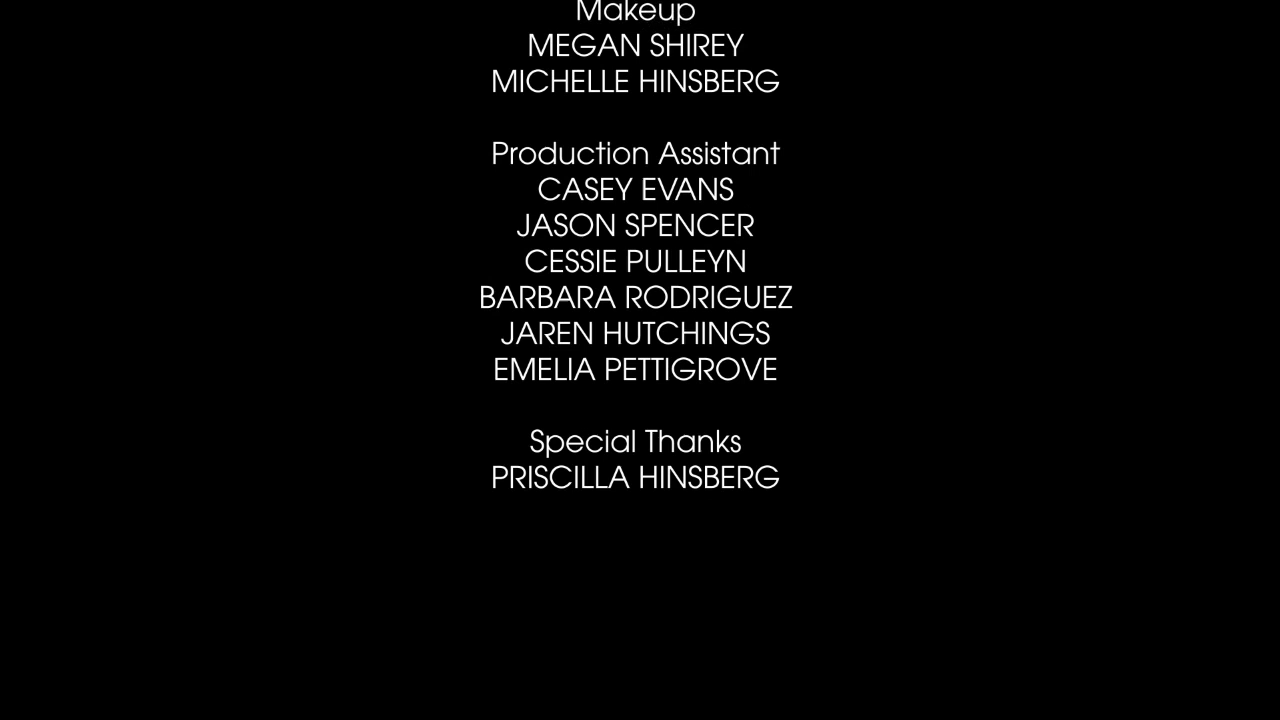 Makeup
MEGAN SHIREY
MICHELLE HINSBERG
Production Assistant
CASEY EVANS
JASON SPENCER
CESSIE PULLEYN
BARBARA RODRIGUEZ
JAREN HUTCHINGS
EMELIA PETTIGROVE
Special Thanks
PRISCILLA HINSBERG